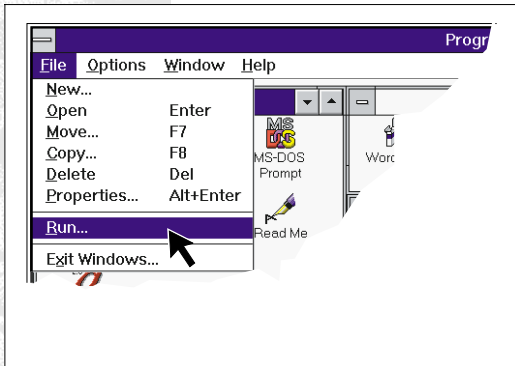 Progr
File Options Window Help
New...
Open Enter
Move... F7
Copy... F8
Delete Del
Properties... Alt+Enter
Run...
Exit Windows...
MS-DOS
MS-DOS
Prompt
Read Me